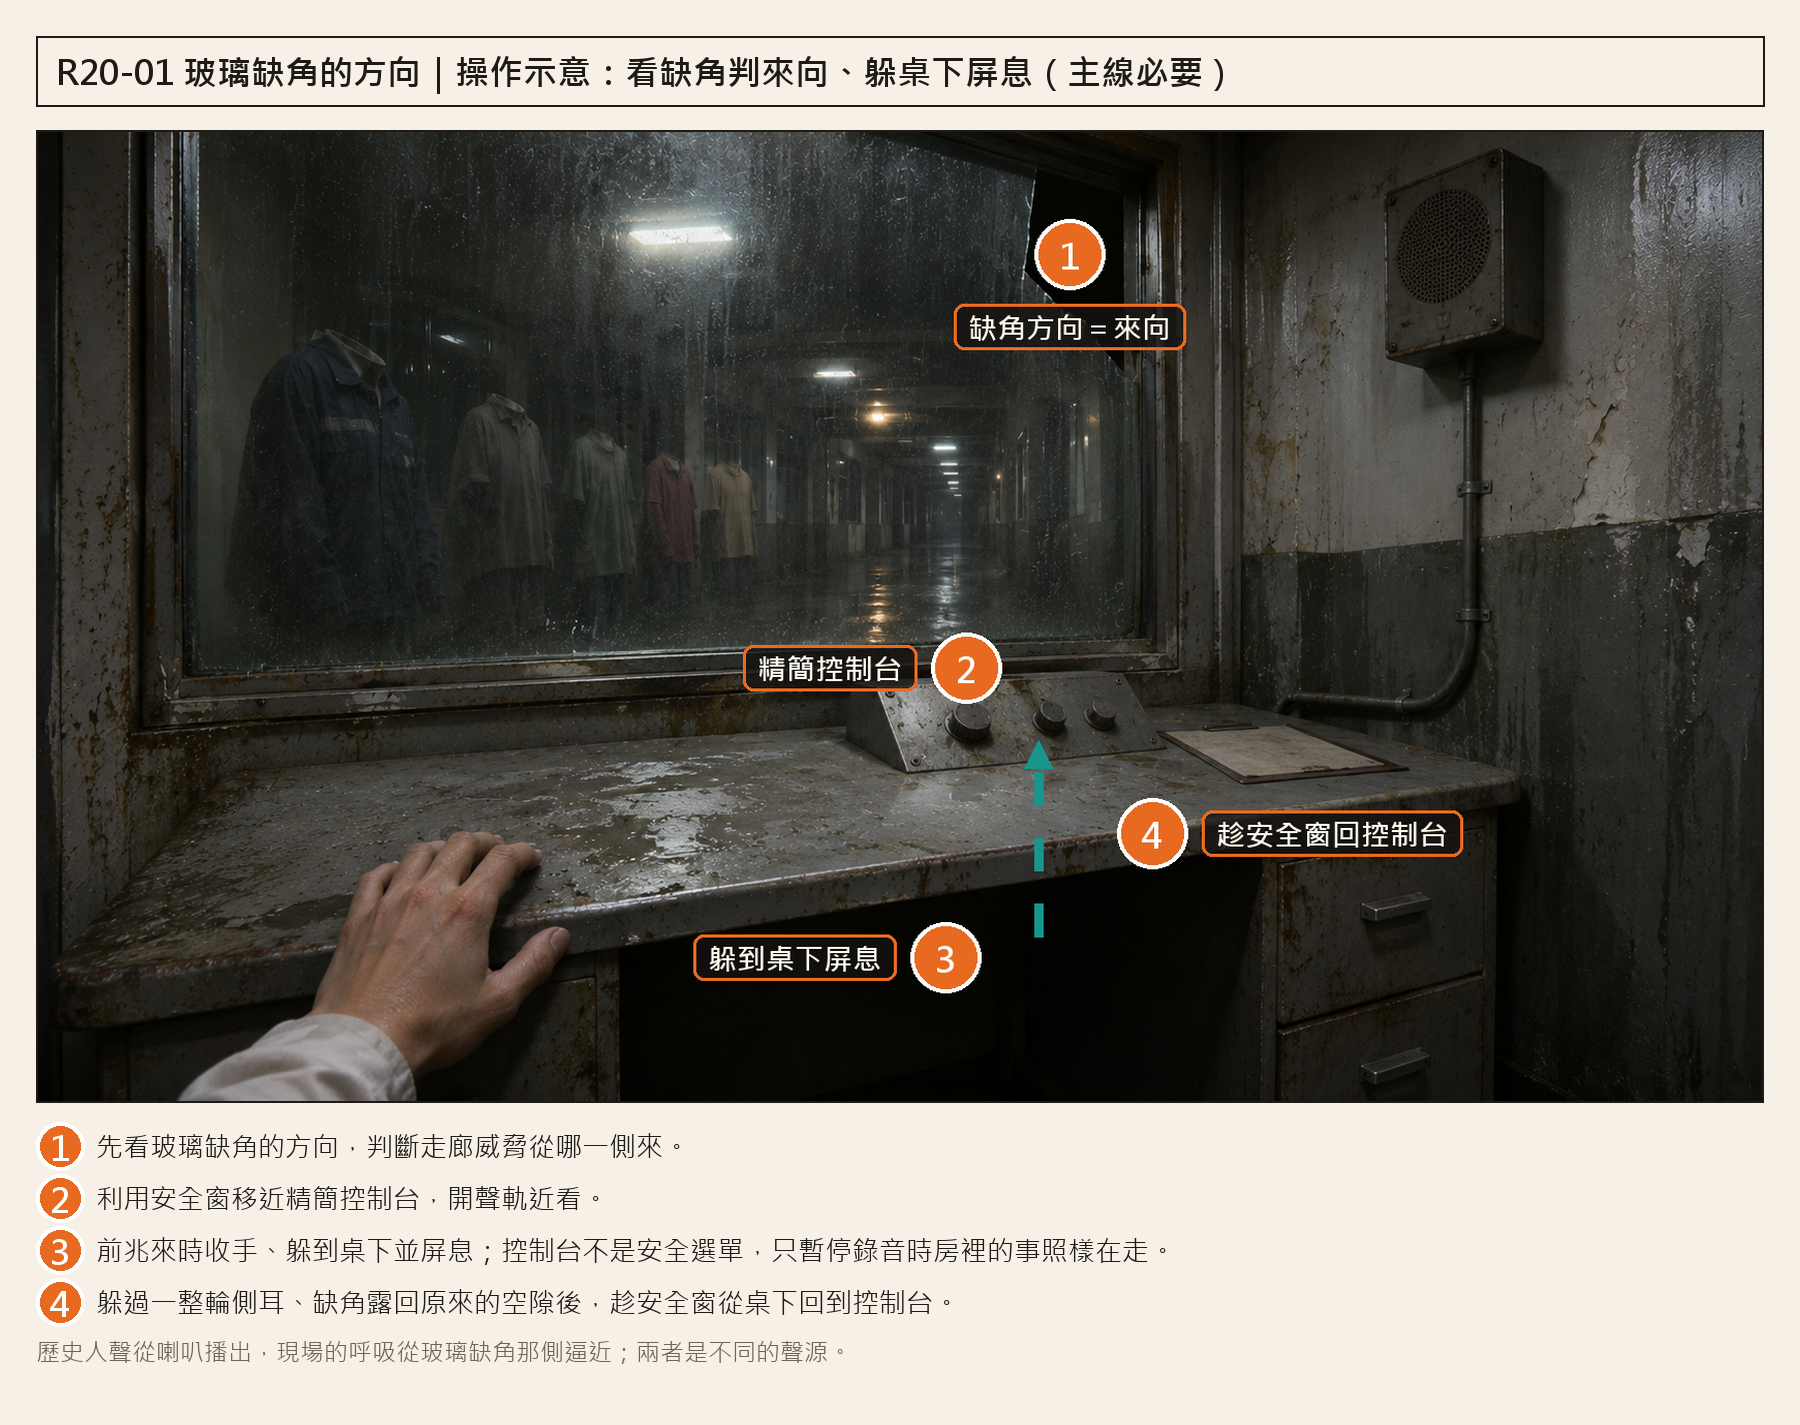 R20-01 玻璃缺角的方向｜操作示意：看缺角判來向、躲桌下屏息（主線必要）
1
缺角方向＝來向
精簡控制台
2
4
趁安全窗回控制台
躲到桌下屏息
3
1 先看玻璃缺角的方向，判斷走廊威脅從哪一側來。
2 利用安全窗移近精簡控制台，開聲軌近看。
3 前兆來時收手、躲到桌下並屏息；控制台不是安全選單，只暫停錄音時房裡的事照樣在走。
4 躲過一整輪側耳、缺角露回原來的空隙後，趁安全窗從桌下回到控制台。
歷史人聲從喇叭播出，現場的呼吸從玻璃缺角那側逼近；兩者是不同的聲源。